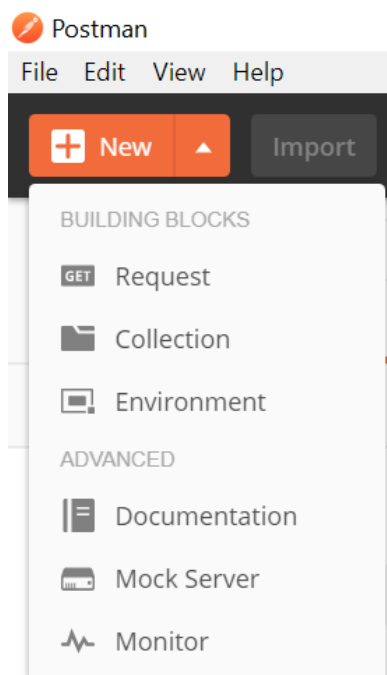 Postman
File Edit View Help
New Import
BUILDING BLOCKS
GET Request
Collection
Environment
ADVANCED
Documentation
Mock Server
Monitor